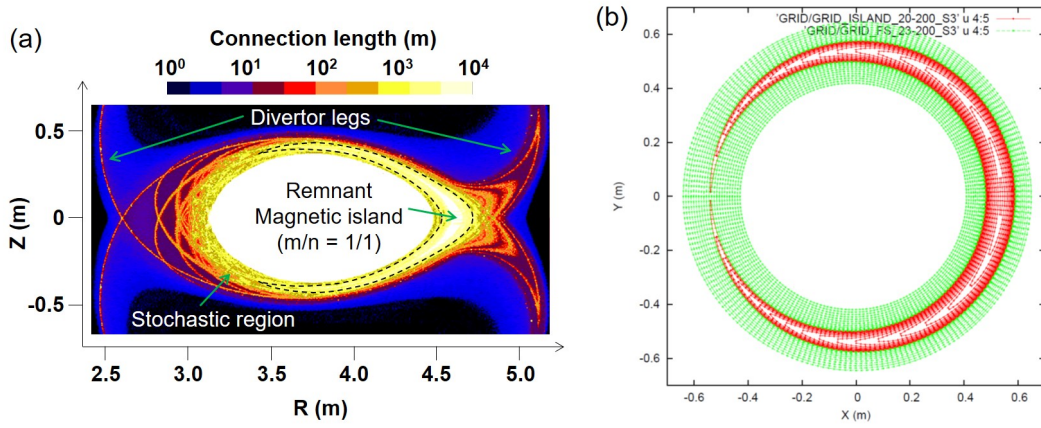 (a)
Connection length (m)
10⁰ 10¹ 10² 10³ 10⁴
Divertor legs
Remnant
Magnetic island
(m/n = 1/1)
Stochastic region
Z (m)
0.5
0
-0.5
2.5 3.0 3.5 4.0 4.5 5.0
R (m)
(b)
'GRID/GRID_ISLAND_20-200_S3' u 4:5
'GRID/GRID_FS_23-200_S3' u 4:5
Y (m)
0.6
0.4
0.2
0
-0.2
-0.4
-0.6
-0.6 -0.4 -0.2 0 0.2 0.4 0.6
X (m)